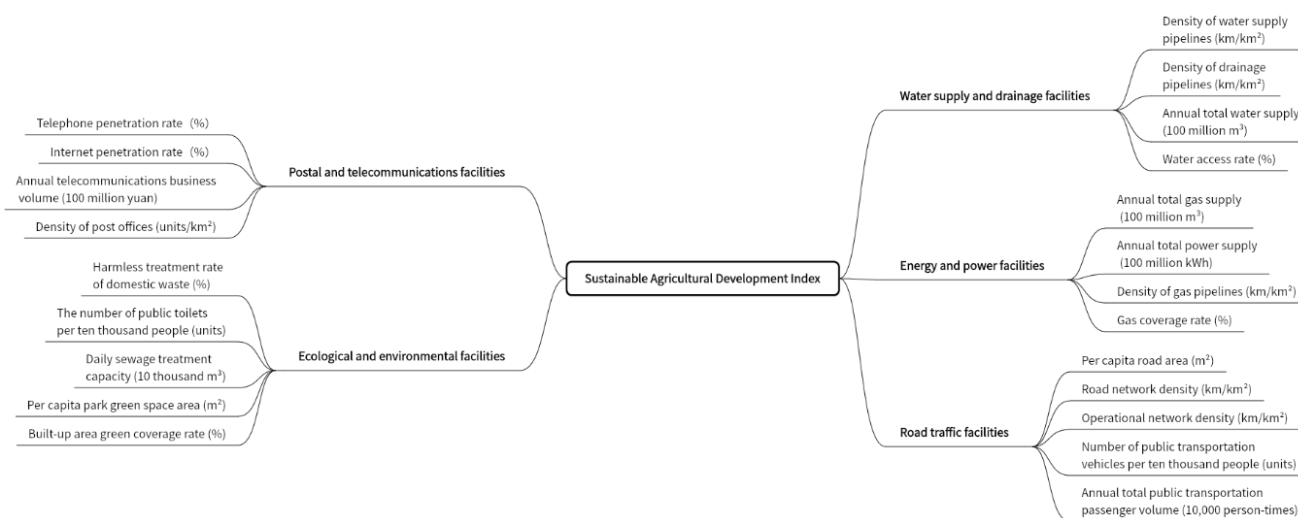 Telephone penetration rate（%）
Internet penetration rate（%）
Annual telecommunications business
volume (100 million yuan)
Density of post offices (units/km²)
Postal and telecommunications facilities
Harmless treatment rate
of domestic waste (%)
The number of public toilets
per ten thousand people (units)
Daily sewage treatment
capacity (10 thousand m³)
Per capita park green space area (m²)
Built-up area green coverage rate (%)
Ecological and environmental facilities
Sustainable Agricultural Development Index
Water supply and drainage facilities
Density of water supply
pipelines (km/km²)
Density of drainage
pipelines (km/km²)
Annual total water supply
(100 million m³)
Water access rate (%)
Energy and power facilities
Annual total gas supply
(100 million m³)
Annual total power supply
(100 million kWh)
Density of gas pipelines (km/km²)
Gas coverage rate (%)
Road traffic facilities
Per capita road area (m²)
Road network density (km/km²)
Operational network density (km/km²)
Number of public transportation
vehicles per ten thousand people (units)
Annual total public transportation
passenger volume (10,000 person-times)